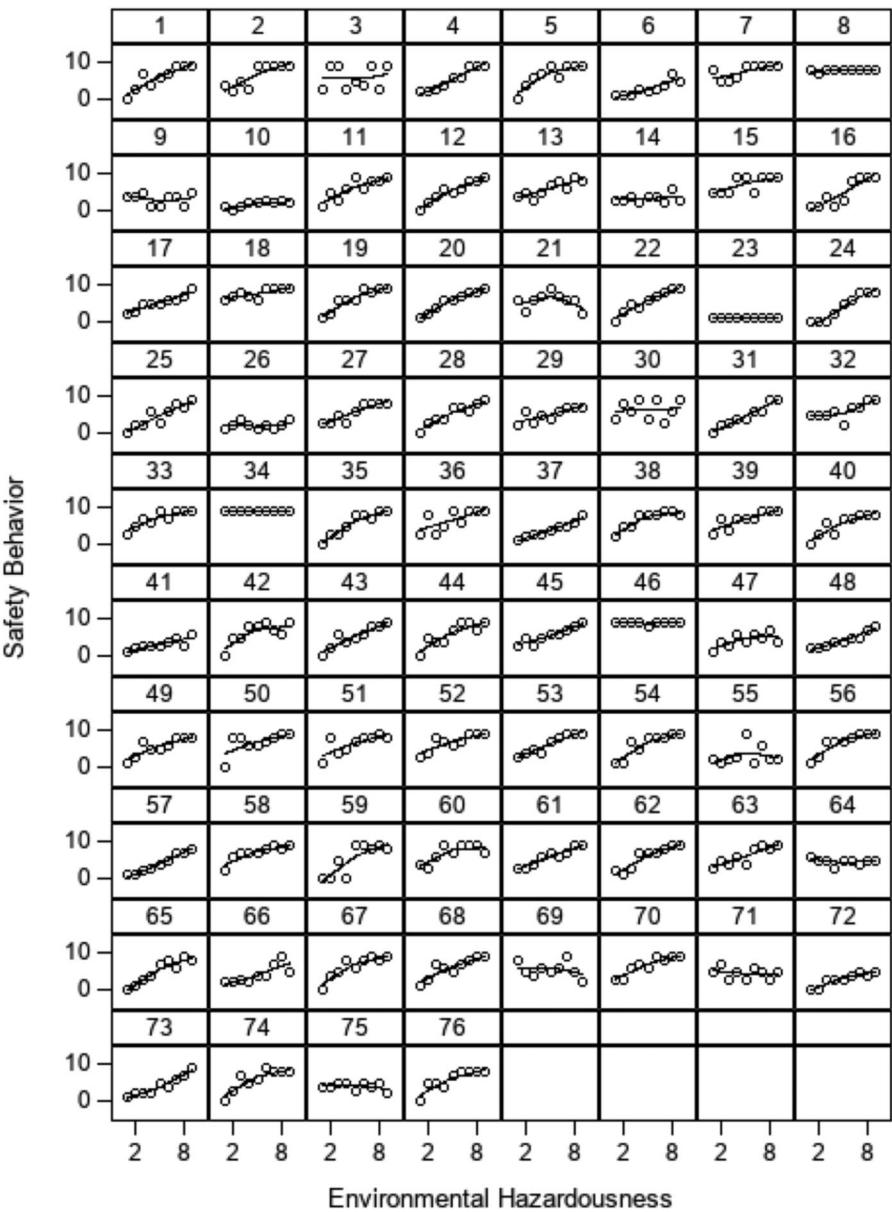 1 2 3 4 5 6 7 8
10
0
9 10 11 12 13 14 15 16
10
0
17 18 19 20 21 22 23 24
10
0
25 26 27 28 29 30 31 32
10
0
33 34 35 36 37 38 39 40
10
0
41 42 43 44 45 46 47 48
10
0
49 50 51 52 53 54 55 56
10
0
57 58 59 60 61 62 63 64
10
0
65 66 67 68 69 70 71 72
10
0
73 74 75 76
10
0
2 8 2 8 2 8 2 8 2 8 2 8 2 8 2 8
Safety Behavior
Environmental Hazardousness